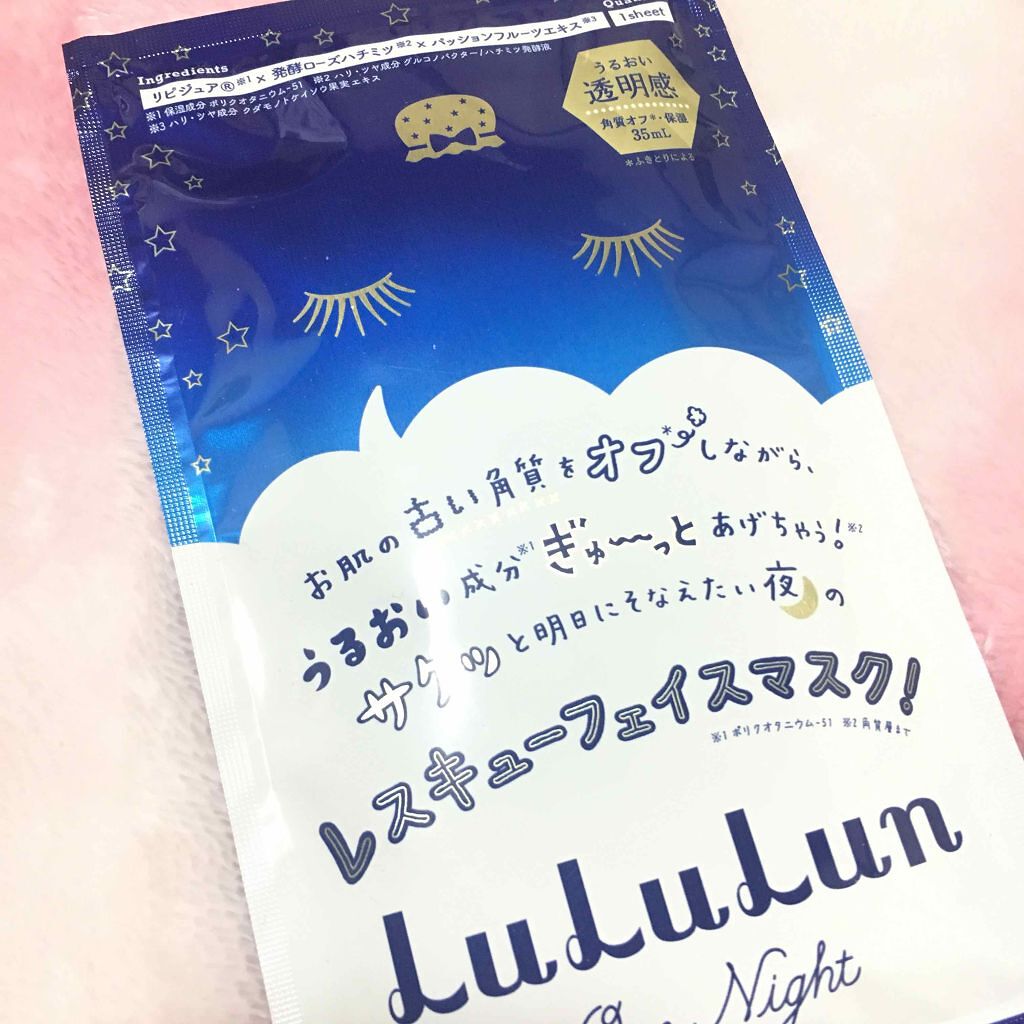 Ingredients
リピジュア®※1 × 発酵ローズハチミツ※2 × パッションフルーツエキス※3
※1 保湿成分 ポリクオタニウム-51 ※2 ハリ・ツヤ成分 グルコノバクター/ハチミツ発酵液
※3 ハリ・ツヤ成分 クダモノトケイソウ果実エキス
1sheet
うるおい
透明感
角質オフ*・保湿
35mL
*ふきとりによる
お肌の古い角質をオフ*しながら、
うるおい成分※1ぎゅ〜っとあげちゃう!※2
サクッと明日にそなえたい夜の
レスキューフェイスマスク!
※1 ポリクオタニウム-51 ※2 角質層まで
LuLuLun
Night